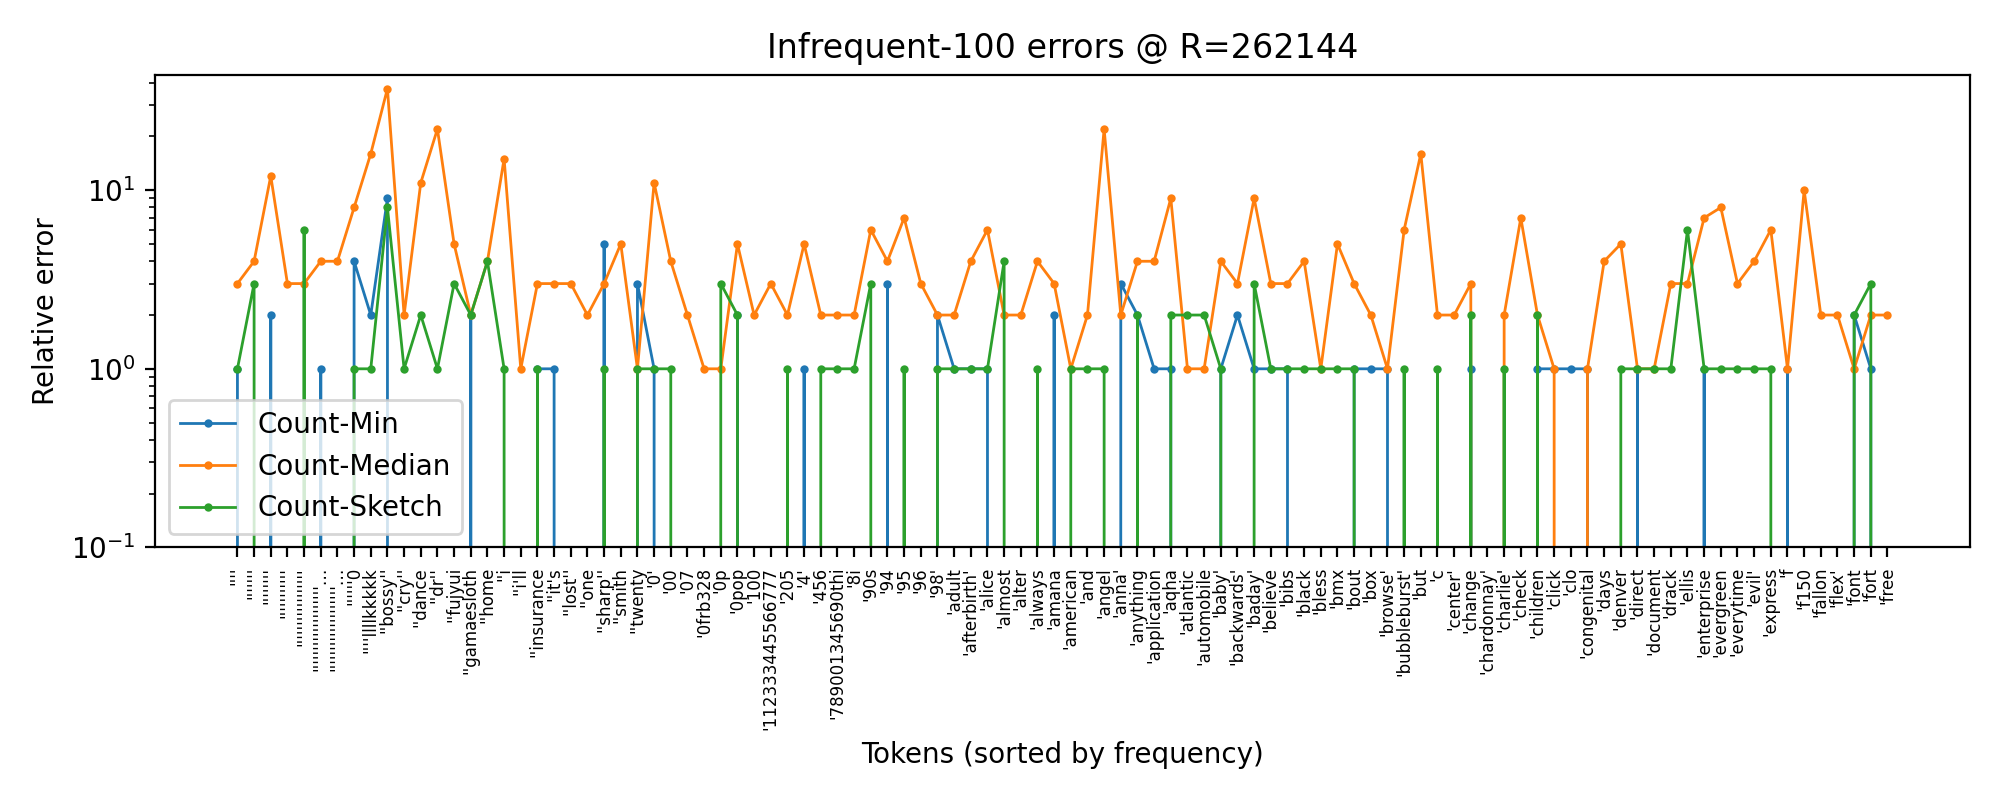 Infrequent-100 errors @ R=262144
Relative error
10¹
10⁰
10⁻¹
Count-Min
Count-Median
Count-Sketch
''''0
''''llllkkkkk
''bossy''
''cry''
''dance
''dr''
''fujyui
''gamaesloth
''home
''i
''i'll
''insurance
''it's
''lost''
''one
''sharp''
''smith
''twenty
'0'
'00
'07
'0frb328
'0p
'0pop
'100
'112333445566777
'205
'4'
'456
'789001345690thi
'8i
'90s
'94
'95
'96
'98'
'adult
'afterbirth'
'alice
'almost
'alter
'always
'amana
'american
'and
'angel
'anna'
'anything
'application
'aqha
'atlantic
'automobile
'baby'
'backwards'
'baday'
'believe
'bibs
'black
'bless
'bmx
'bout
'box
'browse'
'bubbleburst'
'but
'c
'center'
'change
'chardonnay'
'charlie'
'check
'children
'click
'clo
'congenital
'days
'denver
'direct
'document
'drack
'ellis
'enterprise
'evergreen
'everytime
'evil'
'express
'f
'f150
'fallon
'flex'
'font
'fort
'free
Tokens (sorted by frequency)